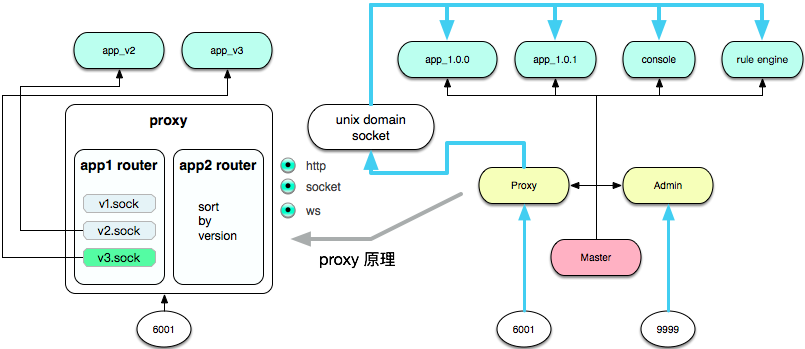 app_v2
app_v3
proxy
app1 router
v1.sock
v2.sock
v3.sock
app2 router
sort
by
version
6001
http
socket
ws
proxy 原理
unix domain
socket
app_1.0.0
app_1.0.1
console
rule engine
Proxy
Admin
Master
6001
9999